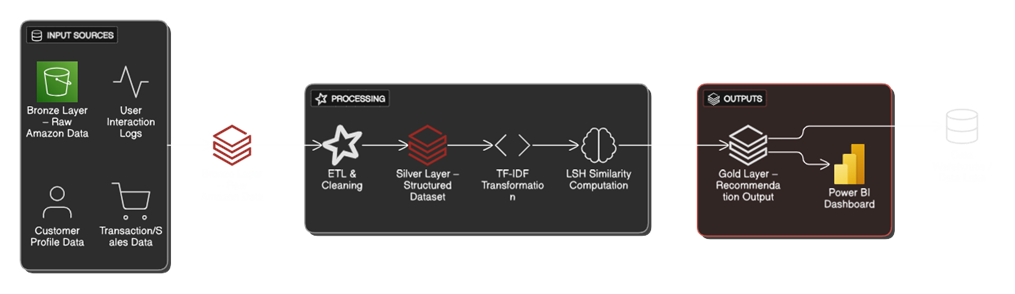 INPUT SOURCES
Bronze Layer
– Raw
Amazon Data
User
Interaction
Logs
Customer
Profile Data
Transaction/S
ales Data
PROCESSING
ETL &
Cleaning
Silver Layer –
Structured
Dataset
TF-IDF
Transformatio
n
LSH Similarity
Computation
OUTPUTS
Gold Layer –
Recommenda
tion Output
Power BI
Dashboard